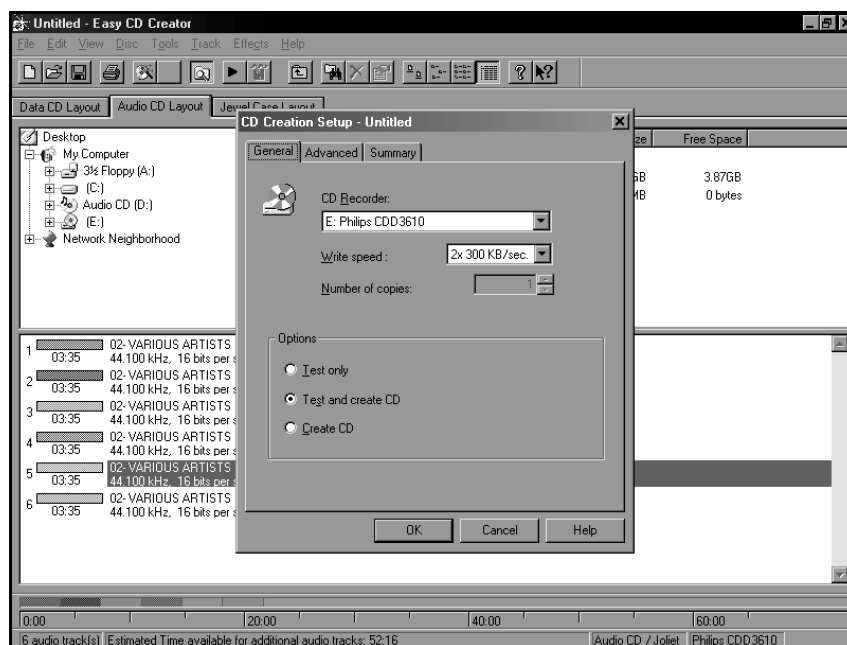 Untitled - Easy CD Creator
File Edit View Disc Tools Track Effects Help
Data CD Layout Audio CD Layout Jewel Case Layout
CD Creation Setup - Untitled
General Advanced Summary
Desktop
My Computer
3½ Floppy (A:)
(C:)
Audio CD (D:)
(E:)
Network Neighborhood
ze Free Space
GB 3.87GB
MB 0 bytes
CD Recorder:
E: Philips CDD3610
Write speed : 2x 300 KB/sec.
Number of copies: 1
Options
Test only
Test and create CD
Create CD
OK Cancel Help
1 02- VARIOUS ARTISTS
03:35 44.100 kHz, 16 bits per s
2 02- VARIOUS ARTISTS
03:35 44.100 kHz, 16 bits per s
3 02- VARIOUS ARTISTS
03:35 44.100 kHz, 16 bits per s
4 02- VARIOUS ARTISTS
03:35 44.100 kHz, 16 bits per s
5 02- VARIOUS ARTISTS
03:35 44.100 kHz, 16 bits per s
6 02- VARIOUS ARTISTS
03:35 44.100 kHz, 16 bits per s
0:00 20:00 40:00 60:00
6 audio track(s) Estimated Time available for additional audio tracks: 52:16 Audio CD / Joliet Philips CDD3610